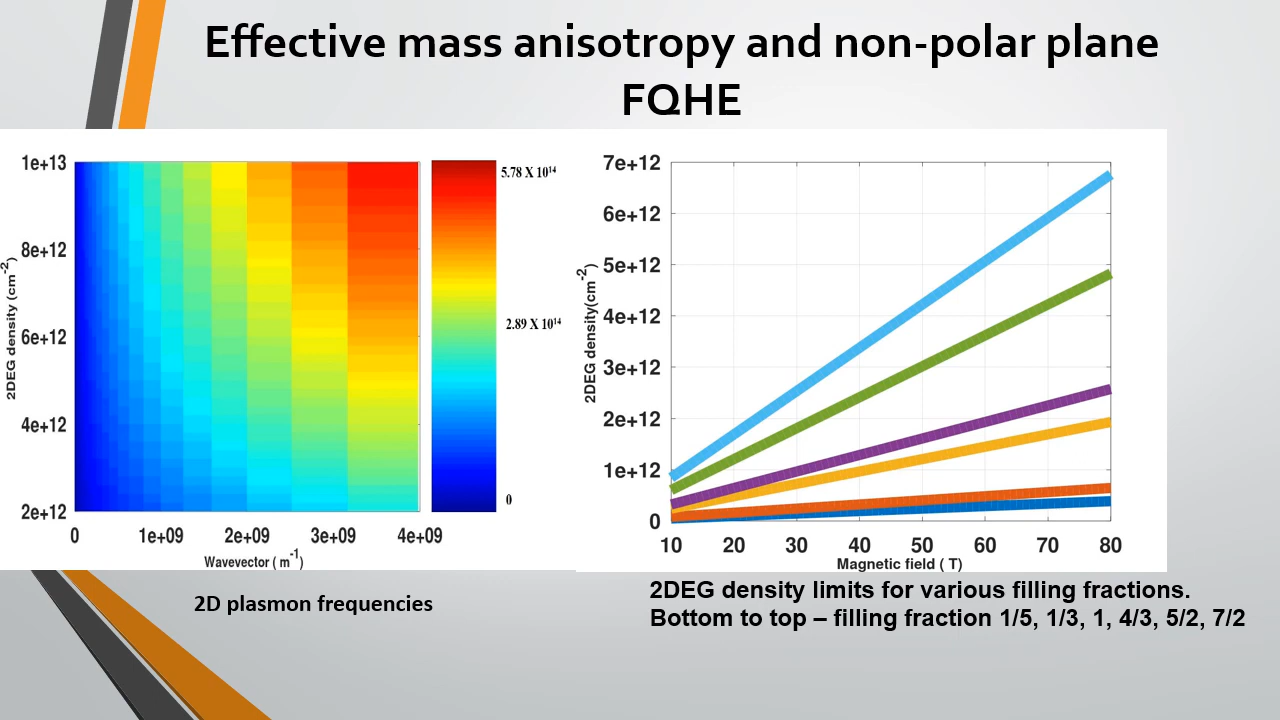 Effective mass anisotropy and non-polar plane
FQHE
1e+13
8e+12
6e+12
4e+12
2e+12
2DEG density (cm-2)
0
1e+09
2e+09
3e+09
4e+09
Wavevector ( m-1)
5.78 X 10¹⁴
2.89 X 10¹⁴
0
7e+12
6e+12
5e+12
4e+12
3e+12
2e+12
1e+12
0
2DEG density(cm-2)
10
20
30
40
50
60
70
80
Magnetic field ( T)
2D plasmon frequencies
2DEG density limits for various filling fractions.
Bottom to top – filling fraction 1/5, 1/3, 1, 4/3, 5/2, 7/2